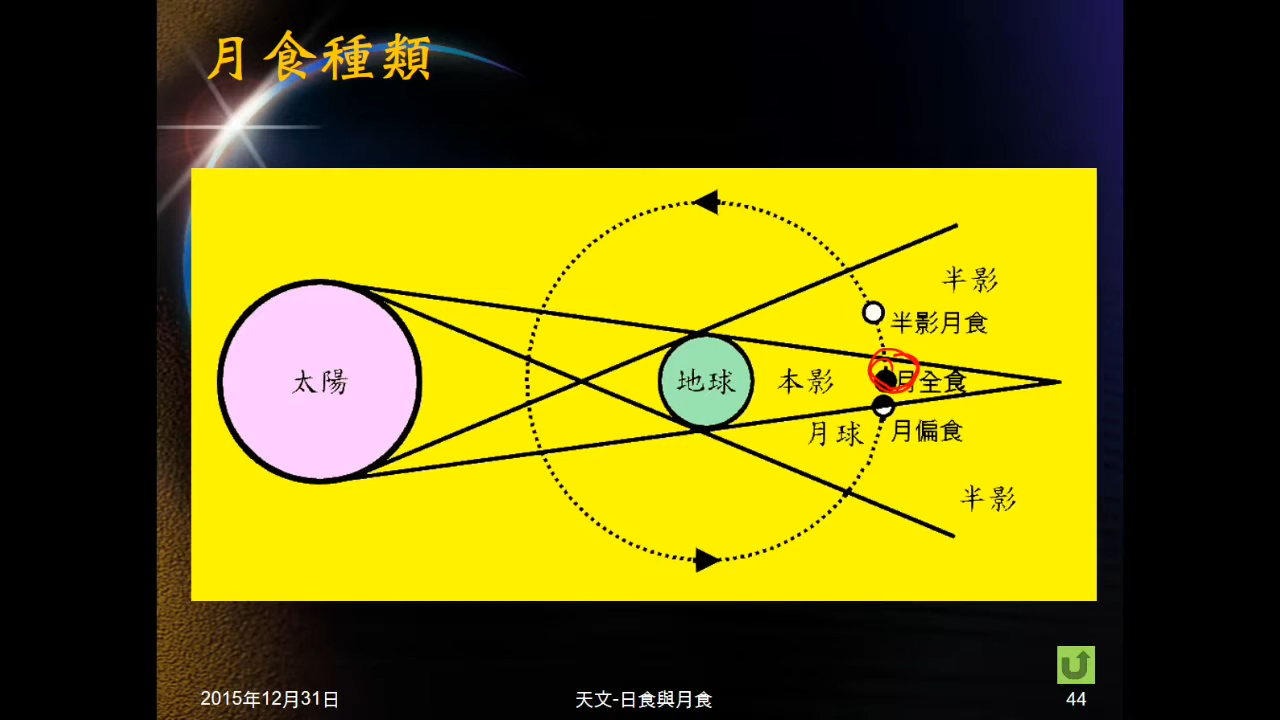 月食種類
半影
半影月食
太陽
地球
本影
月全食
月球
月偏食
半影
2015年12月31日
天文-日食與月食
44